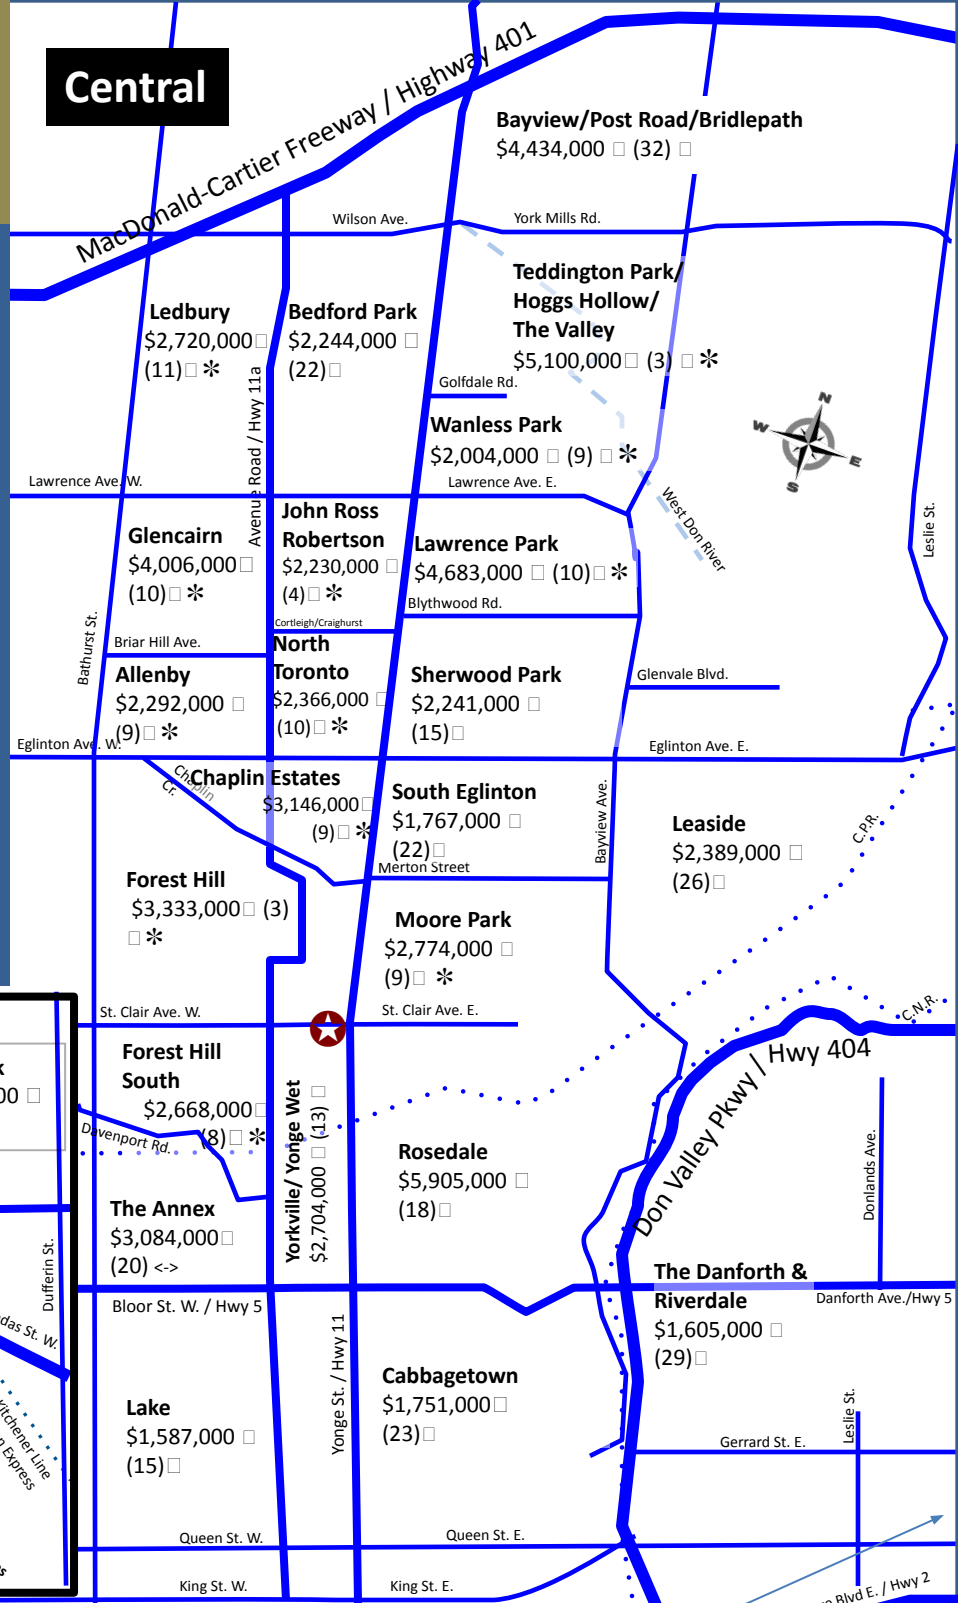 Central
MacDonald-Cartier Freeway / Highway 401
Bayview/Post Road/Bridlepath
$4,434,000 □ (32) □
Wilson Ave.
York Mills Rd.
Teddington Park/
Hoggs Hollow/
The Valley
$5,100,000□ (3) □ *
Ledbury
$2,720,000□
(11)□ *
Bedford Park
$2,244,000 □
(22)□
Avenue Road / Hwy 11a
Golfdale Rd.
Wanless Park
$2,004,000 □ (9) □ *
N
W
E
S
Lawrence Ave. W.
Lawrence Ave. E.
West Don River
Leslie St.
Glencairn
$4,006,000□
(10)□ *
John Ross
Robertson
$2,230,000 □
(4)□ *
Lawrence Park
$4,683,000 □ (10)□ *
Blythwood Rd.
Cortleigh/Craighurst
Bathurst St.
Briar Hill Ave.
Allenby
$2,292,000 □
(9)□ *
North
Toronto
$2,366,000 □
(10)□ *
Sherwood Park
$2,241,000 □
(15)□
Glenvale Blvd.
Eglinton Ave. W.
Eglinton Ave. E.
Chaplin
Cr.
Chaplin Estates
$3,146,000□
(9)□ *
South Eglinton
$1,767,000 □
(22)□
Bayview Ave.
Leaside
$2,389,000 □
(26)□
C.P.R.
Merton Street
Forest Hill
$3,333,000□ (3)
□ *
Moore Park
$2,774,000 □
(9)□ *
St. Clair Ave. W.
St. Clair Ave. E.
C.N.R.
Don Valley Pkwy / Hwy 404
Forest Hill
South
$2,668,000□
(8)□ *
00 □
Davenport Rd.
Yorkville/ Yonge Wet
$2,704,000 □ (13) □
Rosedale
$5,905,000 □
(18)□
Donlands Ave.
The Annex
$3,084,000□
(20) <->
Dufferin St.
Bloor St. W. / Hwy 5
The Danforth &
Riverdale
$1,605,000 □
(29)□
Danforth Ave./Hwy 5
das St. W.
Yonge St. / Hwy 11
Cabbagetown
$1,751,000□
(23)□
Lake
$1,587,000 □
(15)□
Kitchener Line
n Express
Leslie St.
Gerrard St. E.
Queen St. W.
Queen St. E.
King St. W.
King St. E.
Blvd E. / Hwy 2